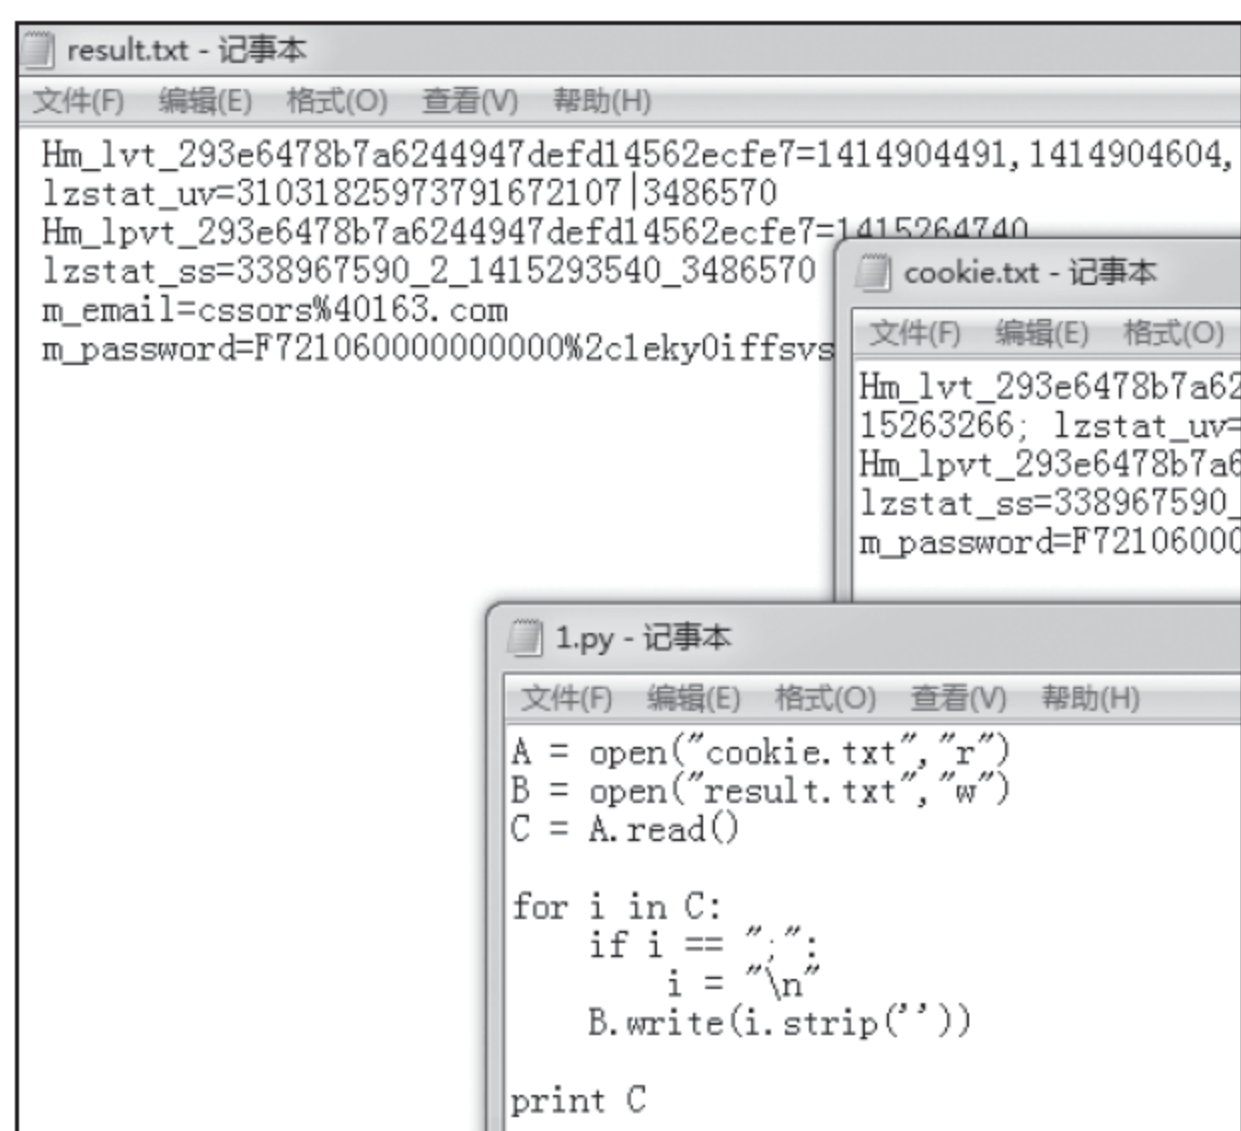 result.txt - 记事本
文件(F) 编辑(E) 格式(O) 查看(V) 帮助(H)
Hm_lvt_293e6478b7a6244947defd14562ecfe7=1414904491,1414904604,
lzstat_uv=31031825973791672107|3486570
Hm_lpvt_293e6478b7a6244947defd14562ecfe7=1415264740
lzstat_ss=338967590_2_1415293540_3486570
m_email=cssors%40163.com
m_password=F721060000000000%2c1eky0iffsvs
cookie.txt - 记事本
文件(F) 编辑(E) 格式(O)
Hm_lvt_293e6478b7a62
15263266; lzstat_uv=
Hm_lpvt_293e6478b7a6
lzstat_ss=338967590_
m_password=F72106000
1.py - 记事本
文件(F) 编辑(E) 格式(O) 查看(V) 帮助(H)
A = open("cookie.txt","r")
B = open("result.txt","w")
C = A.read()
for i in C:
    if i == ";":
        i = "\n"
    B.write(i.strip(''))
print C